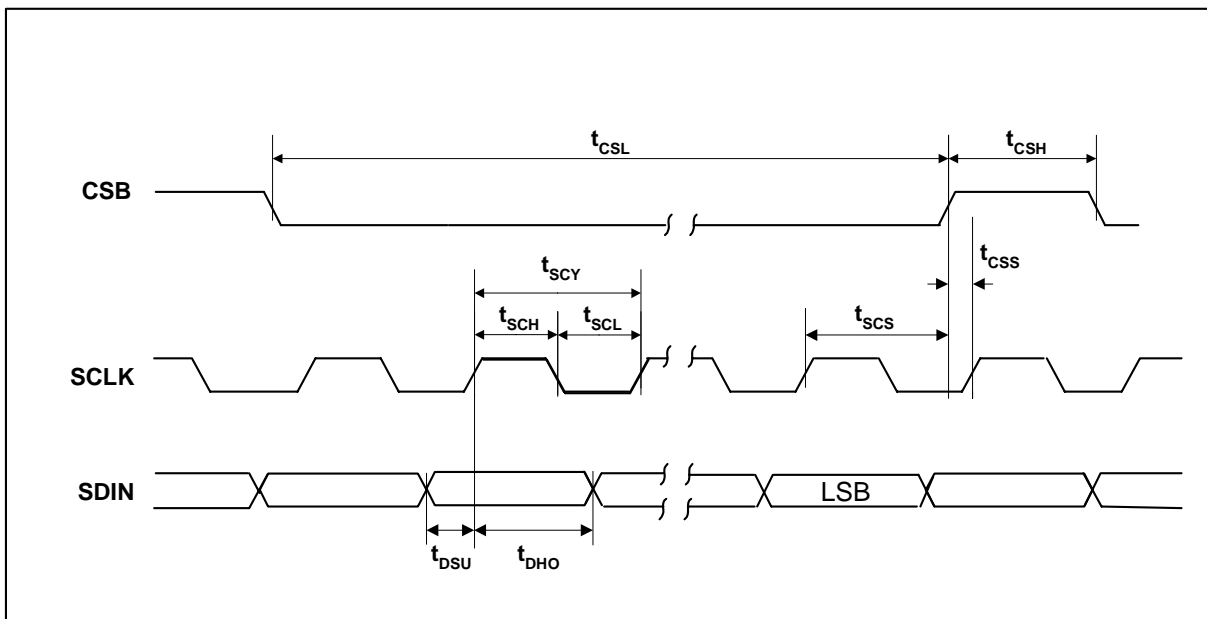 tCSL
tCSH
CSB
tCSS
tSCY
tSCH
tSCL
tSCS
SCLK
SDIN
LSB
tDSU
tDHO